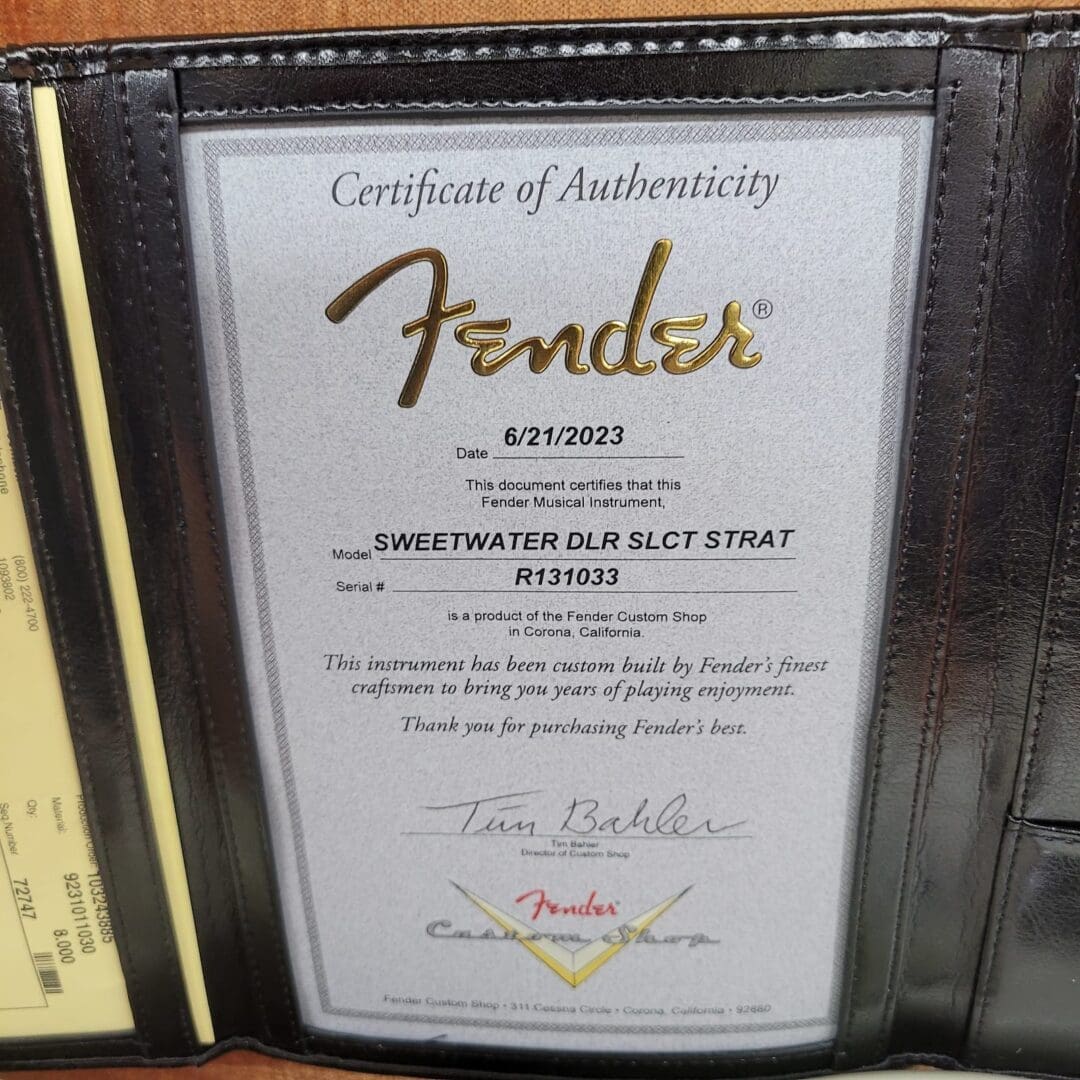 Certificate of Authenticity
Fender®
Date 6/21/2023
This document certifies that this
Fender Musical Instrument,
Model SWEETWATER DLR SLCT STRAT
Serial # R131033
is a product of the Fender Custom Shop
in Corona, California.
This instrument has been custom built by Fender's finest
craftsmen to bring you years of playing enjoyment.
Thank you for purchasing Fender's best.
Tim Bahler
Tim Bahler
Director of Custom Shop
Fender
Custom Shop
Fender Custom Shop • 311 Cessna Circle • Corona, California • 92880
(800) 222-4700
1093802
Material: 9231011030
Qty: 8.000
Seq.Number 72747